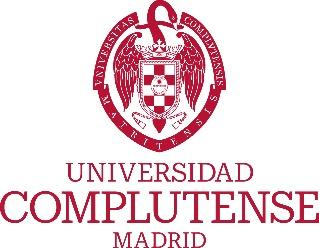 UNIVERSITAS COMPLUTENSIS
MATRITENSIS
UNIVERSIDAD
COMPLUTENSE
MADRID